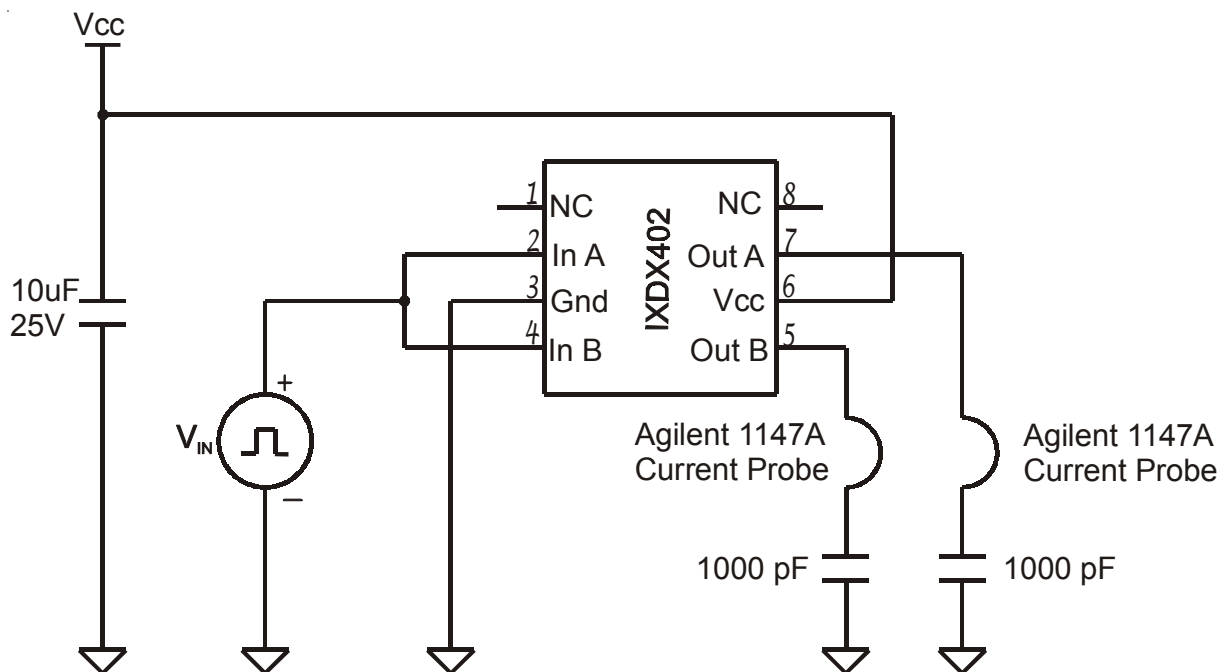 Vcc
1
NC
NC
8
2
In A
Out A
7
3
Gnd
Vcc
6
4
In B
Out B
5
IXDX402
10uF
25V
+
VIN
−
Agilent 1147A
Current Probe
Agilent 1147A
Current Probe
1000 pF
1000 pF